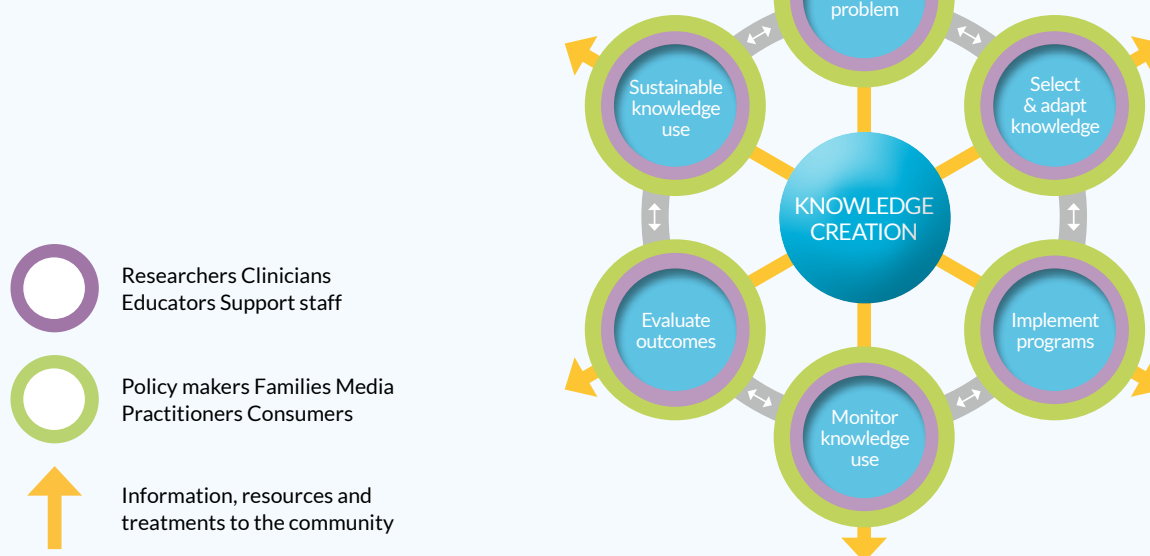 problem
Sustainable
knowledge
use
Select
& adapt
knowledge
KNOWLEDGE
CREATION
Researchers Clinicians
Educators Support staff
Evaluate
outcomes
Implement
programs
Policy makers Families Media
Practitioners Consumers
Monitor
knowledge
use
Information, resources and
treatments to the community